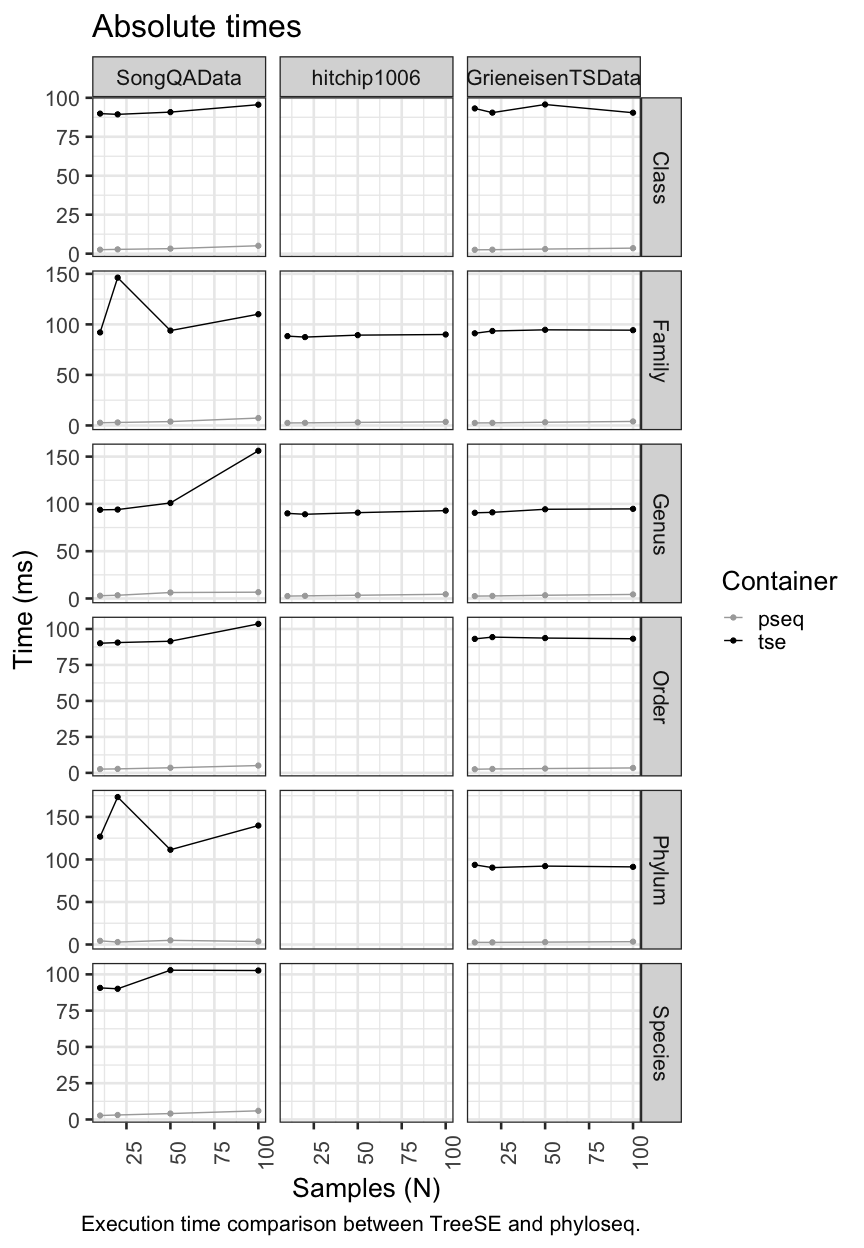 Absolute times
SongQAData hitchip1006 GrieneisenTSData
100
75
50
25
0
Class
150
100
50
0
Family
150
100
50
0
Genus
100
75
50
25
0
Order
150
100
50
0
Phylum
100
75
50
25
0
Species
Time (ms)
25 50 75 100 25 50 75 100 25 50 75 100
Samples (N)
Container
pseq
tse
Execution time comparison between TreeSE and phyloseq.